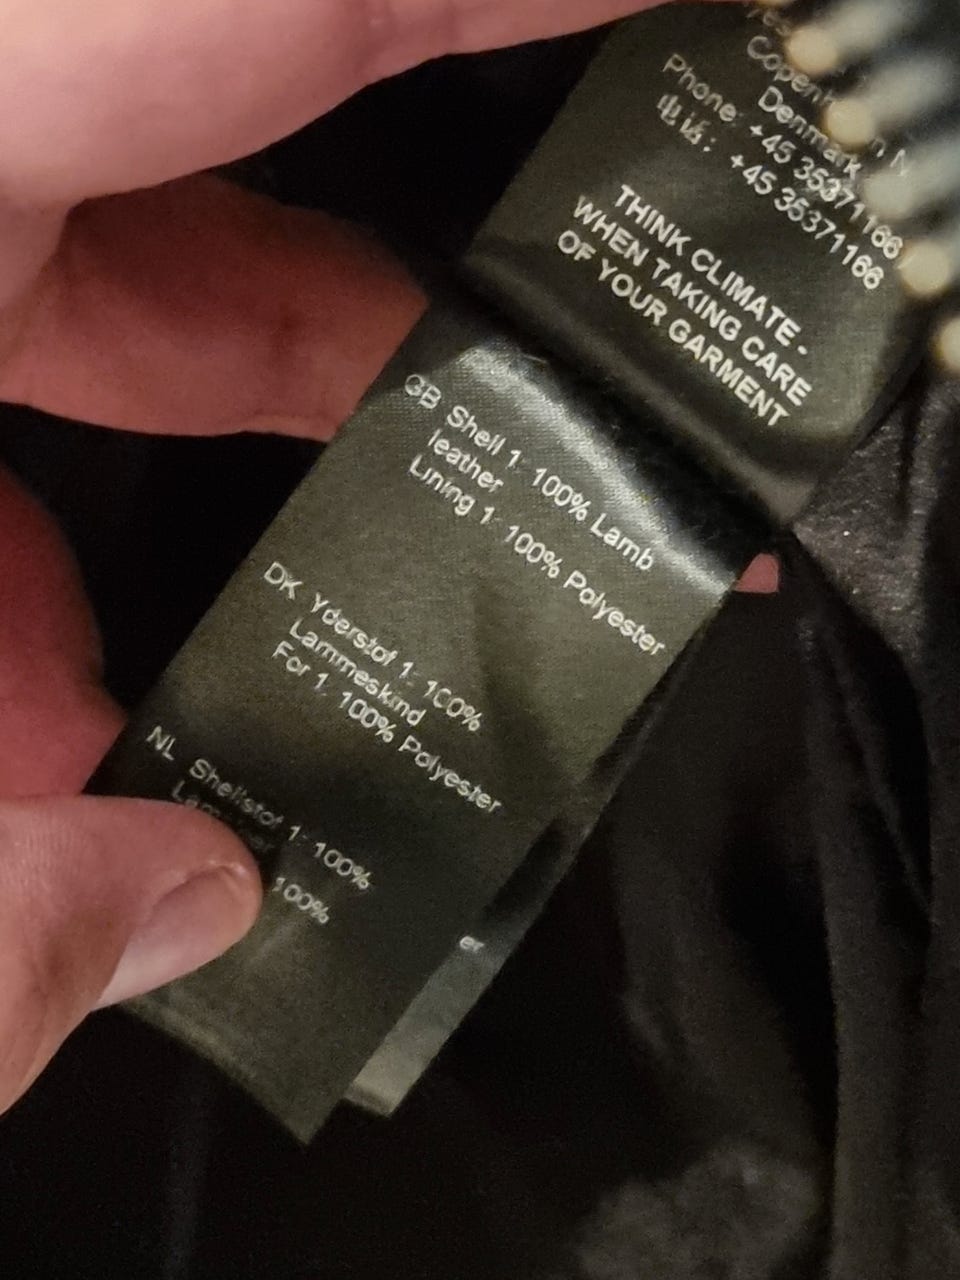 Denmark
Phone: +45 35371166
电话: +45 35371166
THINK CLIMATE -
WHEN TAKING CARE
OF YOUR GARMENT
GB Shell 1: 100% Lamb
leather
Lining 1: 100% Polyester
DK Yderstof 1: 100%
Lammeskind
For 1: 100% Polyester
NL Shellstof 1: 100%
100%